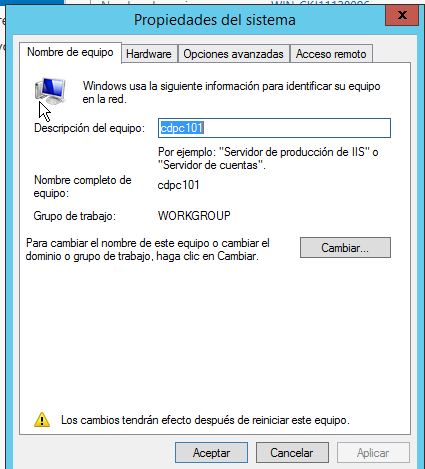 Propiedades del sistema
Nombre de equipo Hardware Opciones avanzadas Acceso remoto
Windows usa la siguiente información para identificar su equipo
en la red.
Descripción del equipo: cdpc101
Por ejemplo: "Servidor de producción de IIS" o
"Servidor de cuentas".
Nombre completo de
equipo: cdpc101
Grupo de trabajo: WORKGROUP
Para cambiar el nombre de este equipo o cambiar el
dominio o grupo de trabajo, haga clic en Cambiar.
Cambiar...
Los cambios tendrán efecto después de reiniciar este equipo.
Aceptar Cancelar Aplicar